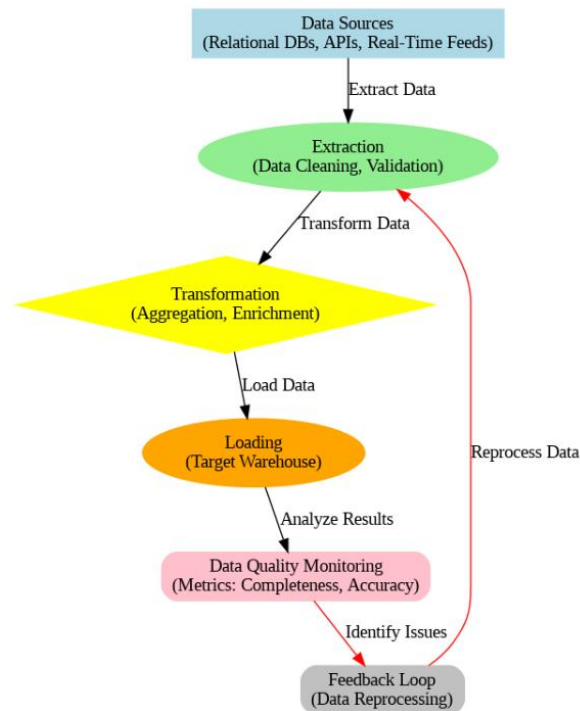 Data Sources
(Relational DBs, APIs, Real-Time Feeds)
Extract Data
Extraction
(Data Cleaning, Validation)
Transform Data
Transformation
(Aggregation, Enrichment)
Load Data
Loading
(Target Warehouse)
Reprocess Data
Analyze Results
Data Quality Monitoring
(Metrics: Completeness, Accuracy)
Identify Issues
Feedback Loop
(Data Reprocessing)